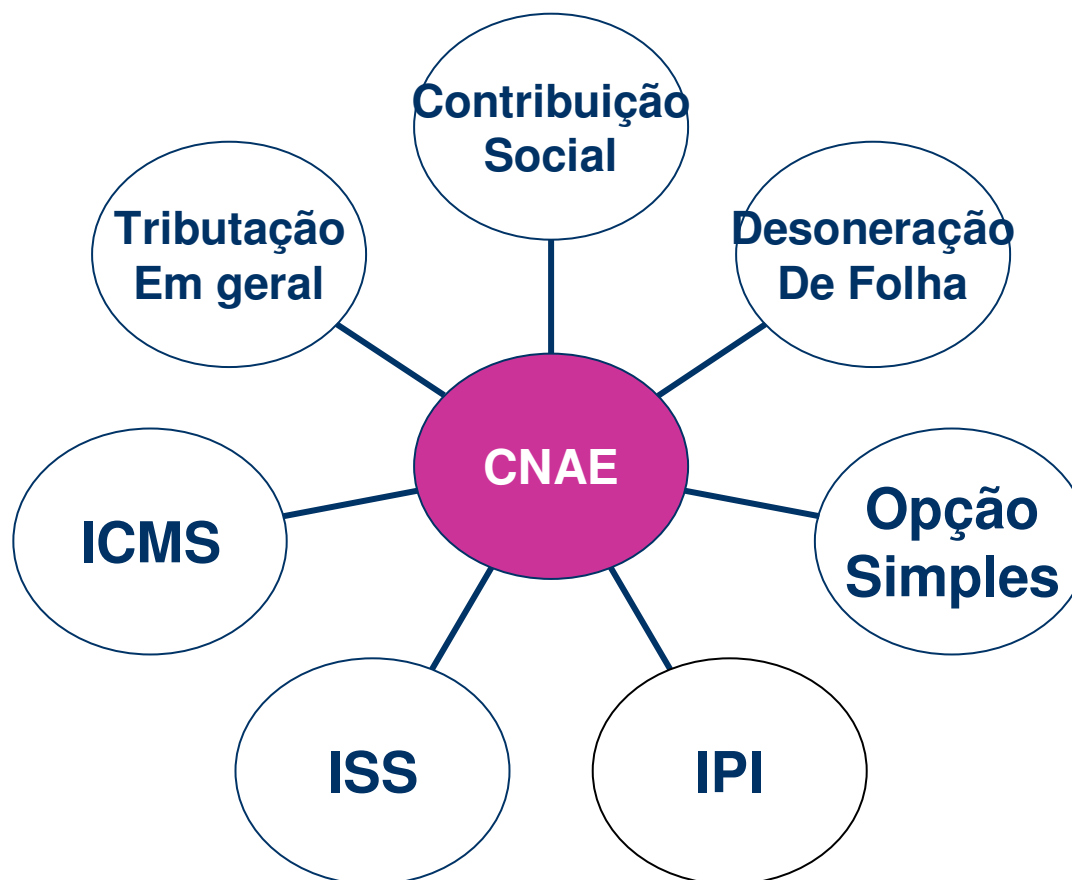 Contribuição
Social
Tributação
Em geral
Desoneração
De Folha
CNAE
ICMS
Opção
Simples
ISS
IPI